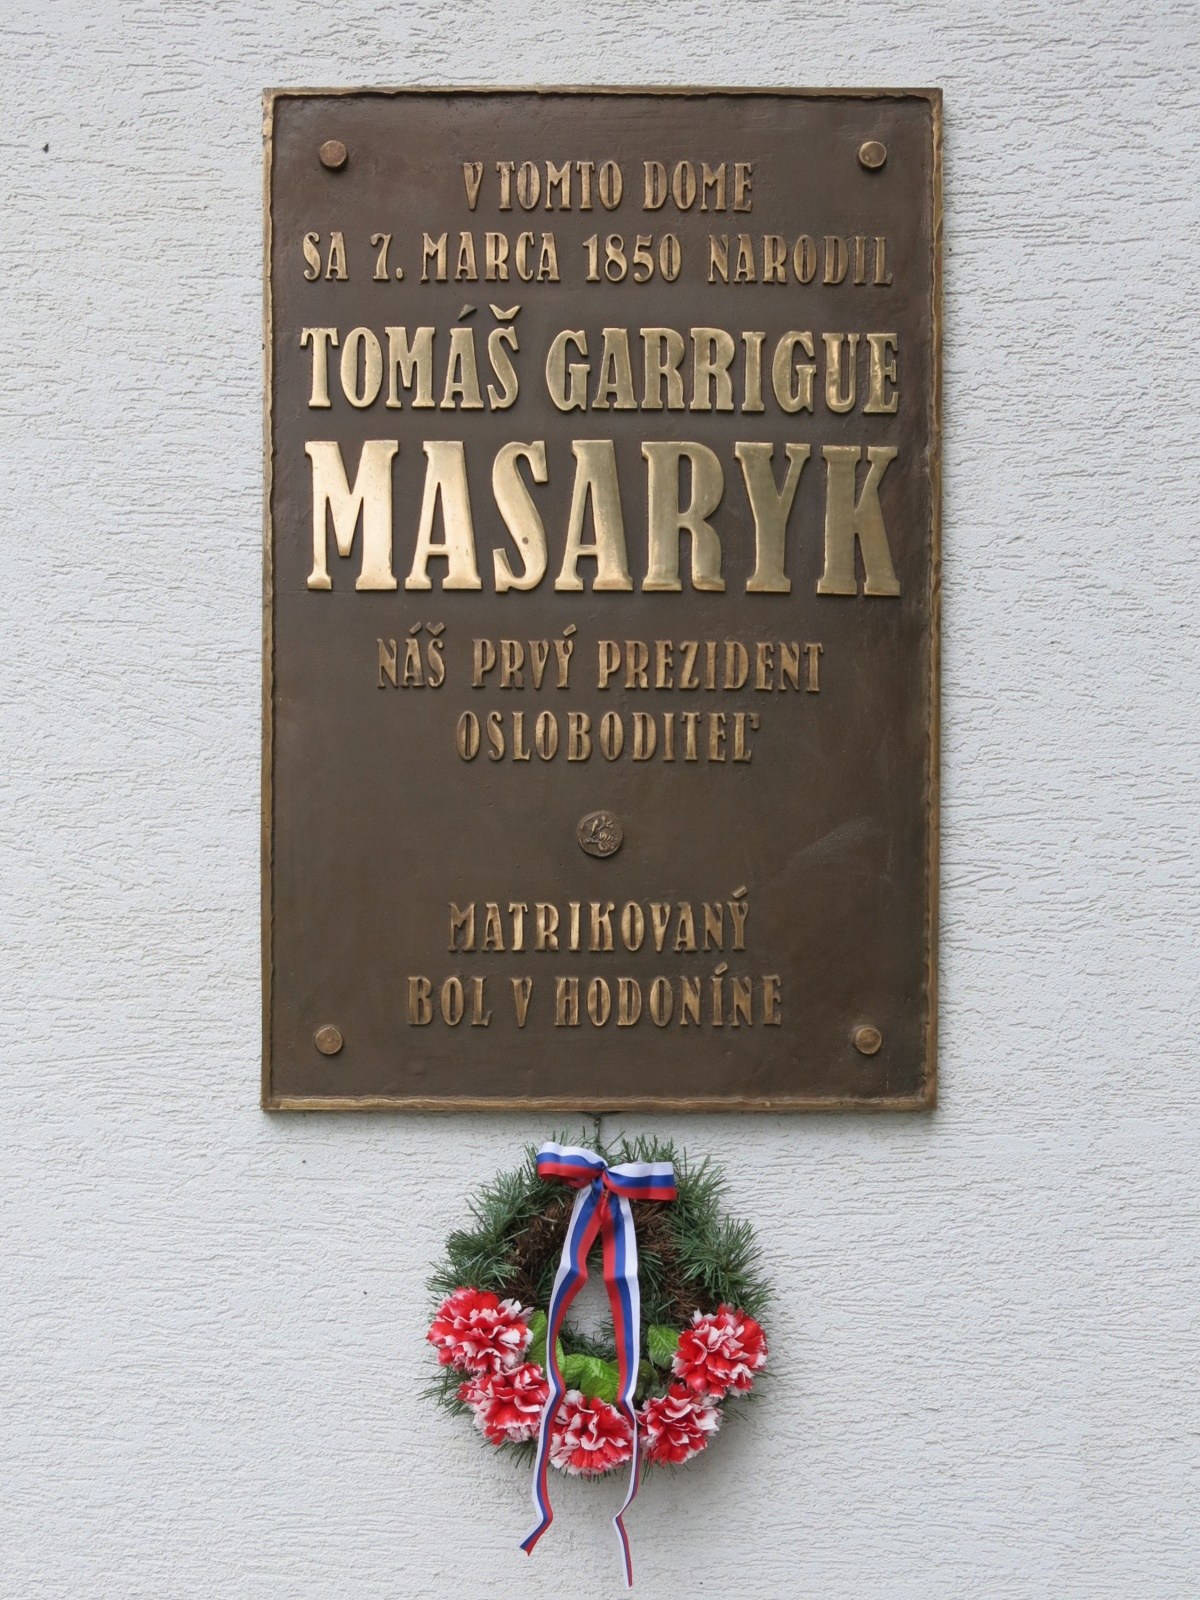 V TOMTO DOME
SA 7. MARCA 1850 NARODIL
TOMÁŠ GARRIGUE
MASARYK
NÁŠ PRVÝ PREZIDENT
OSLOBODITEĽ
MATRIKOVANÝ
BOL V HODONÍNE